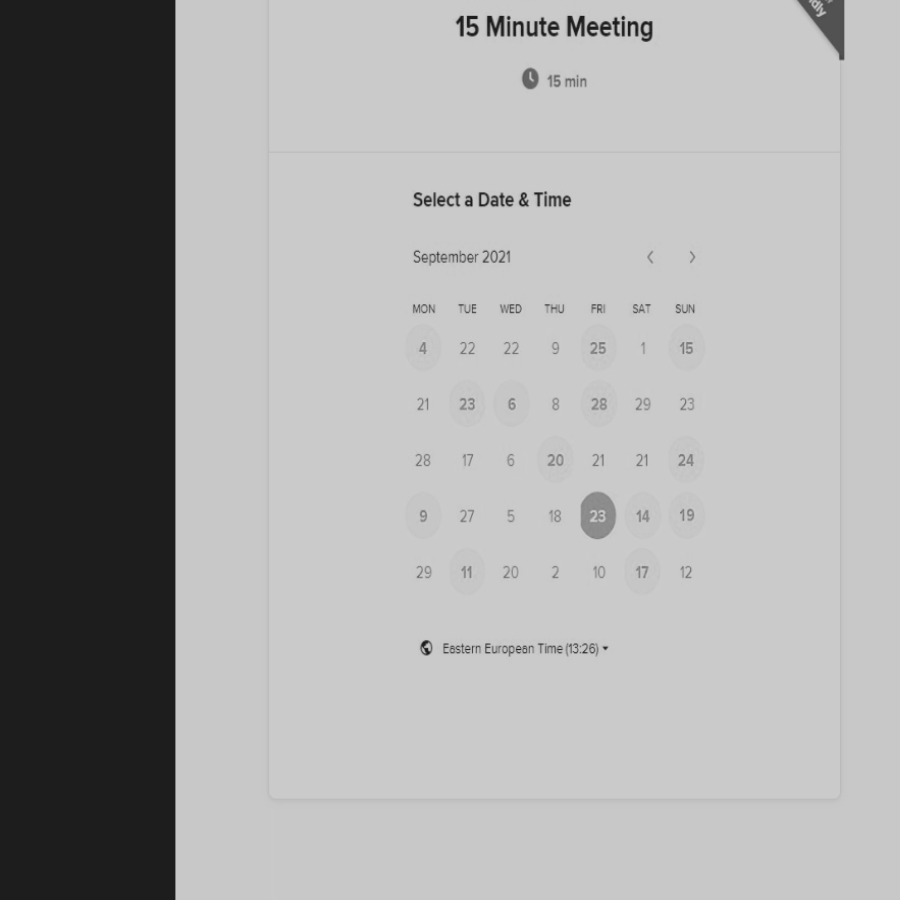 dly
15 Minute Meeting
15 min
Select a Date & Time
September 2021
MON TUE WED THU FRI SAT SUN
4 22 22 9 25 1 15
21 23 6 8 28 29 23
28 17 6 20 21 21 24
9 27 5 18 23 14 19
29 11 20 2 10 17 12
Eastern European Time (13:26)